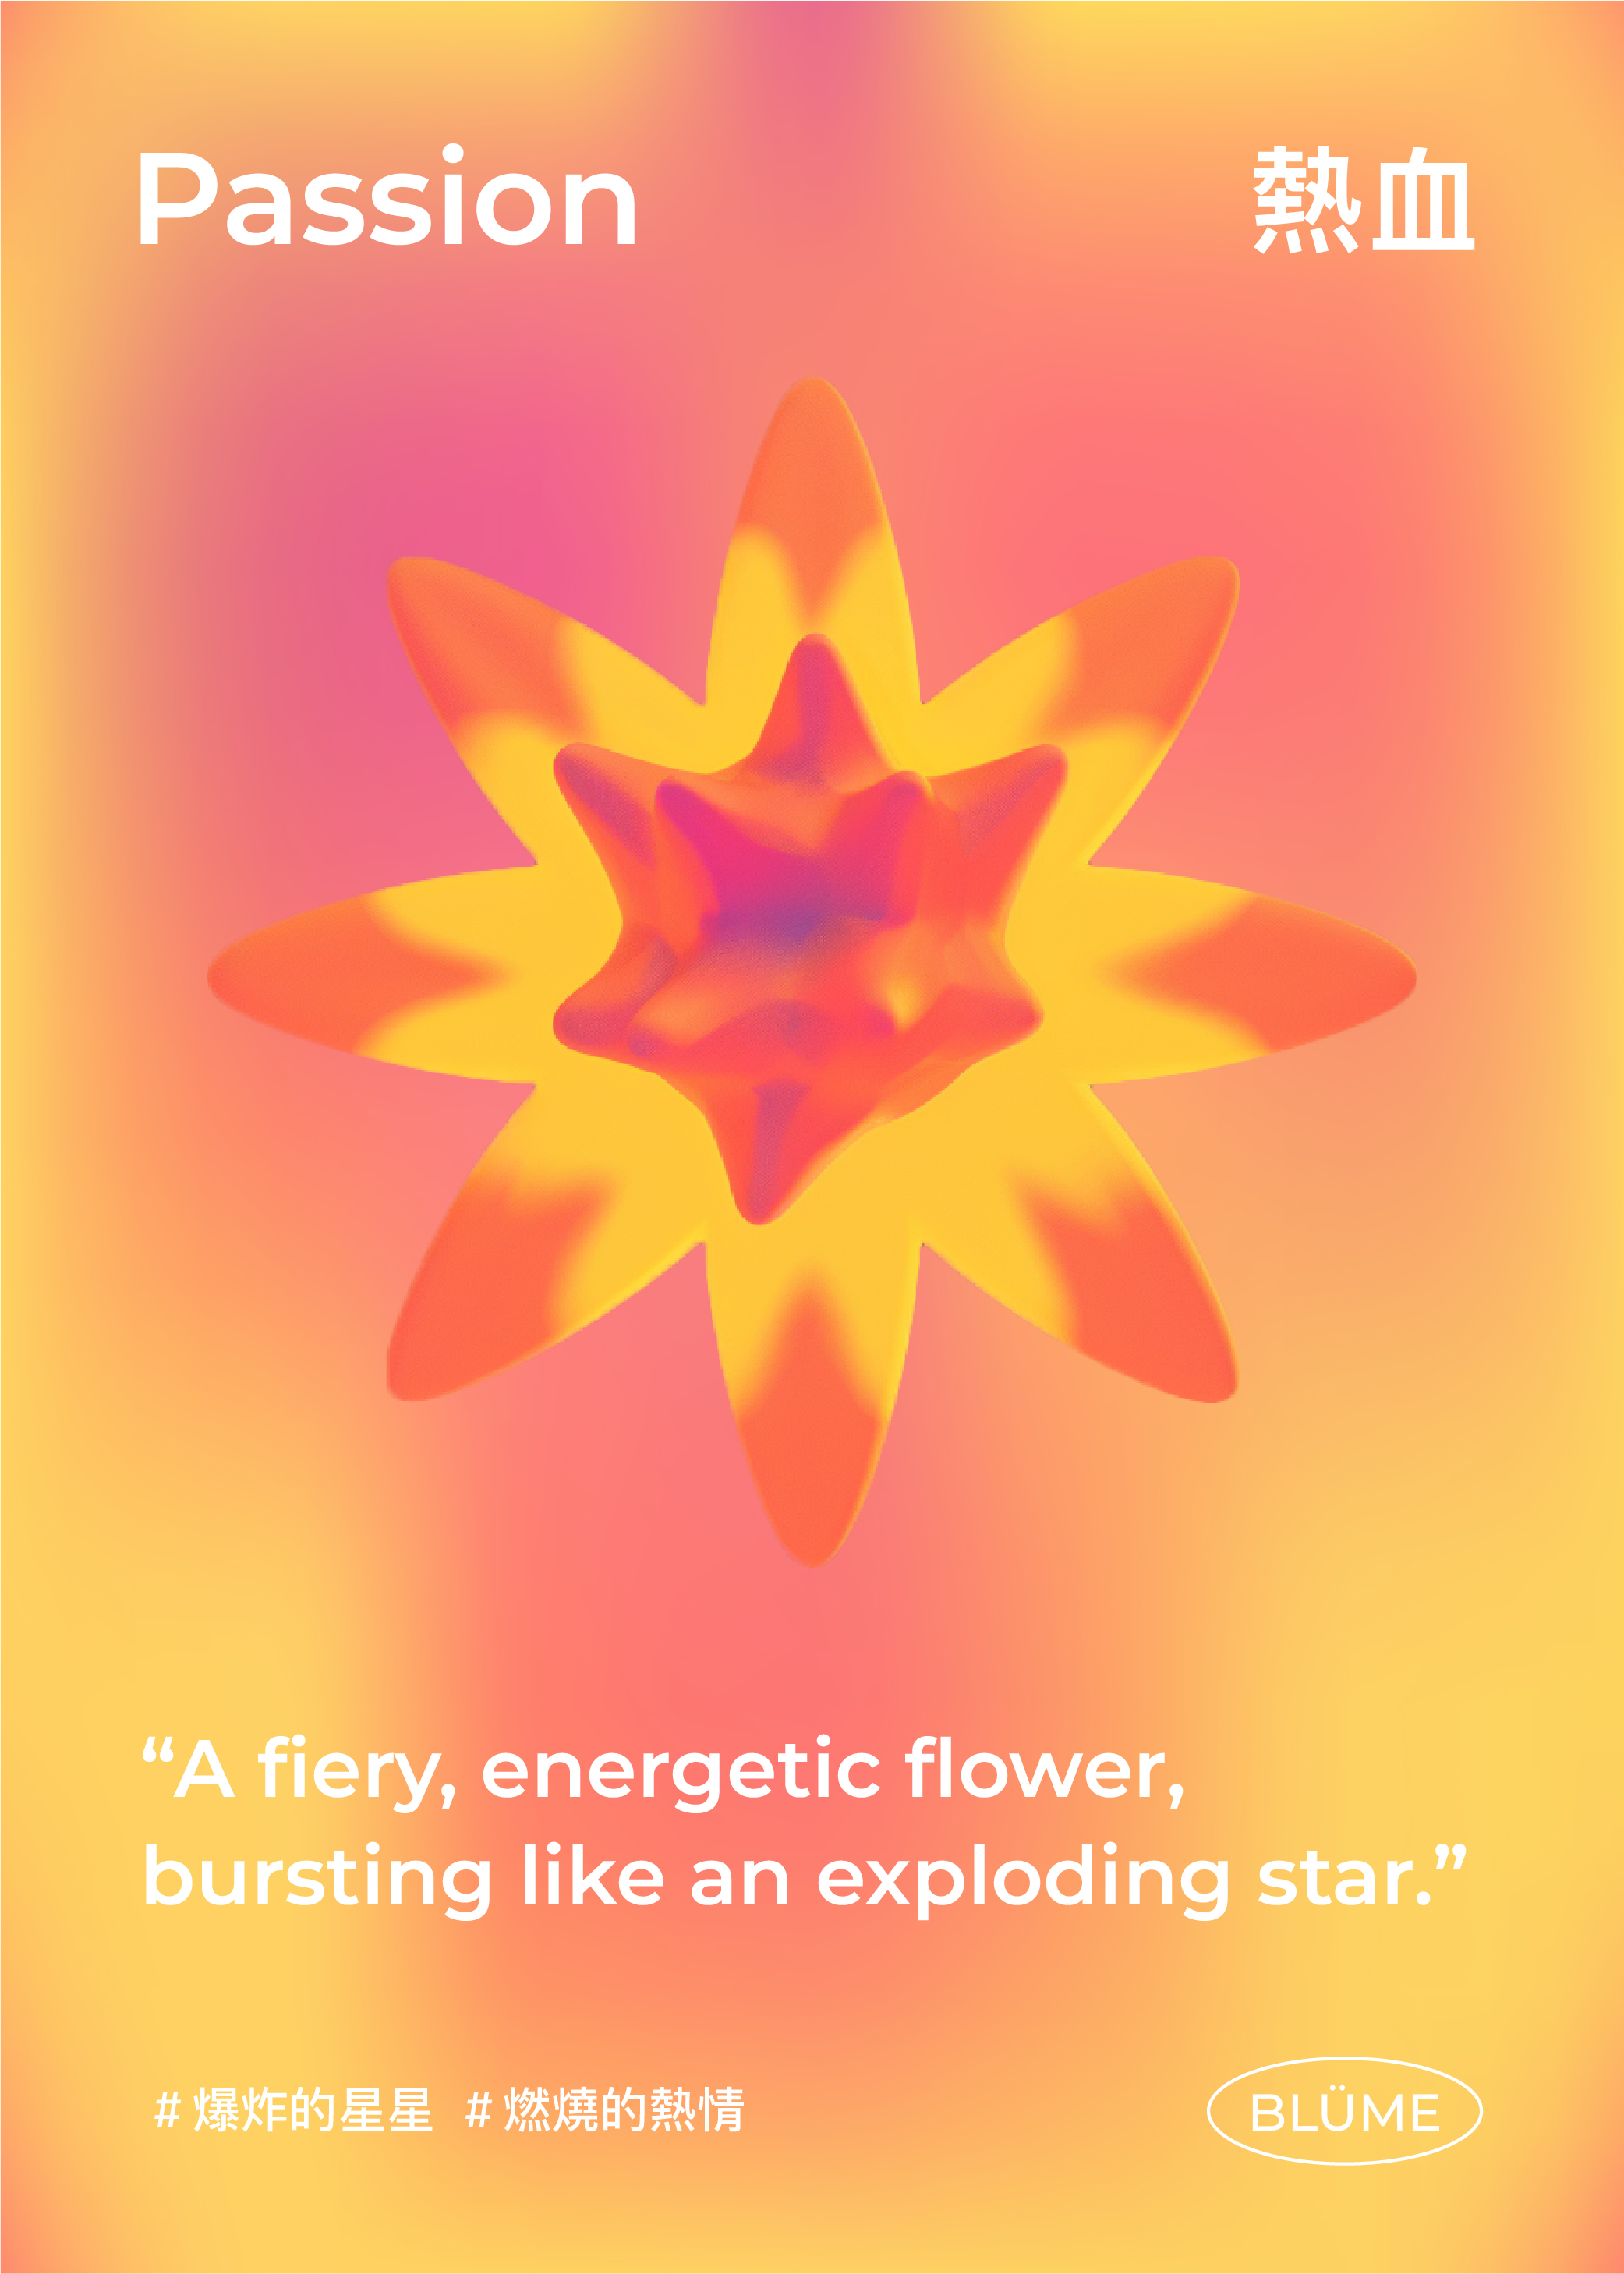 Passion
熱血
“A fiery, energetic flower,
bursting like an exploding star.”
# 爆炸的星星 # 燃燒的熱情
BLÜME